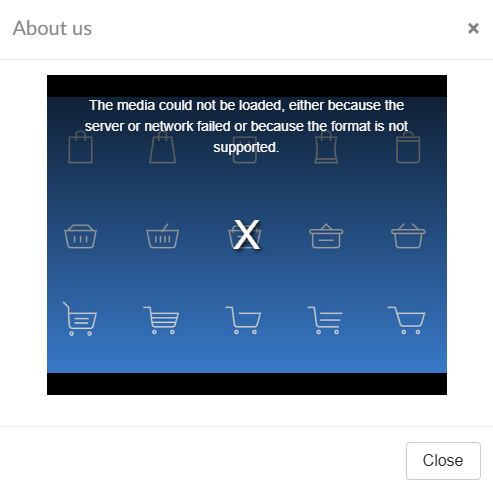 About us
×
The media could not be loaded, either because the
server or network failed or because the format is not
supported.
X
Close